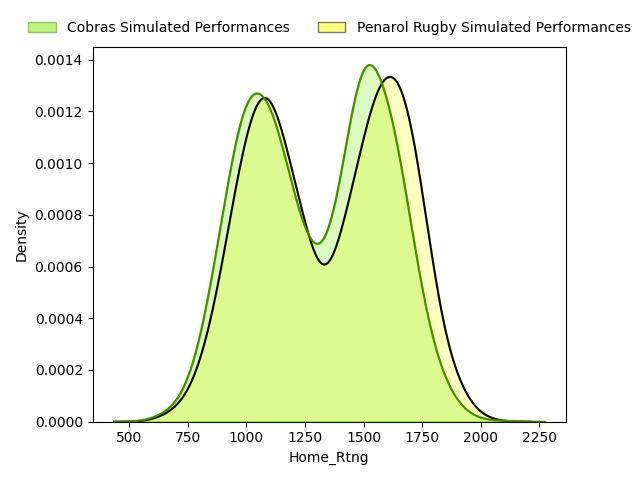 Cobras Simulated Performances Penarol Rugby Simulated Performances
0.0014
0.0012
0.0010
0.0008
0.0006
0.0004
0.0002
0.0000
Density
500 750 1000 1250 1500 1750 2000 2250
Home_Rtng